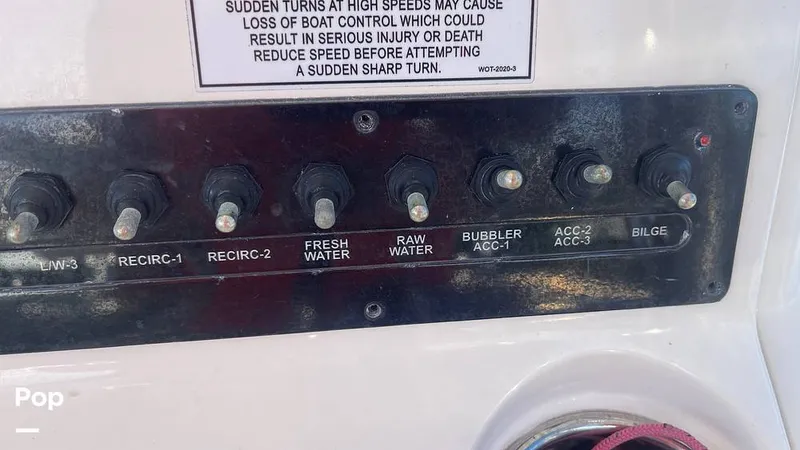 SUDDEN TURNS AT HIGH SPEEDS MAY CAUSE
LOSS OF BOAT CONTROL WHICH COULD
RESULT IN SERIOUS INJURY OR DEATH
REDUCE SPEED BEFORE ATTEMPTING
A SUDDEN SHARP TURN.
WOT-2020-3
L/W-3
RECIRC-1
RECIRC-2
FRESH
WATER
RAW
WATER
BUBBLER
ACC-1
ACC-2
ACC-3
BILGE
Pop